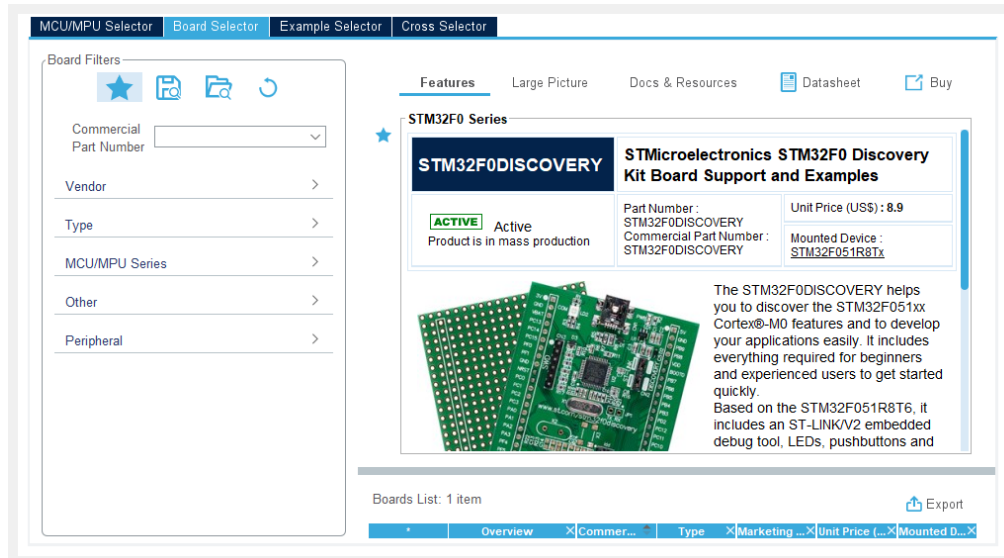 MCU/MPU Selector Board Selector Example Selector Cross Selector
Board Filters
Features Large Picture Docs & Resources Datasheet Buy
Commercial
Part Number
Vendor
Type
MCU/MPU Series
Other
Peripheral
STM32F0 Series
STM32F0DISCOVERY
STMicroelectronics STM32F0 Discovery
Kit Board Support and Examples
ACTIVE Active
Product is in mass production
Part Number :
STM32F0DISCOVERY
Commercial Part Number :
STM32F0DISCOVERY
Unit Price (US$) : 8.9
Mounted Device :
STM32F051R8Tx
The STM32F0DISCOVERY helps
you to discover the STM32F051xx
Cortex®-M0 features and to develop
your applications easily. It includes
everything required for beginners
and experienced users to get started
quickly.
Based on the STM32F051R8T6, it
includes an ST-LINK/V2 embedded
debug tool, LEDs, pushbuttons and
Boards List: 1 item
Export
* Overview Commer... Type Marketing ... Unit Price (... Mounted D...